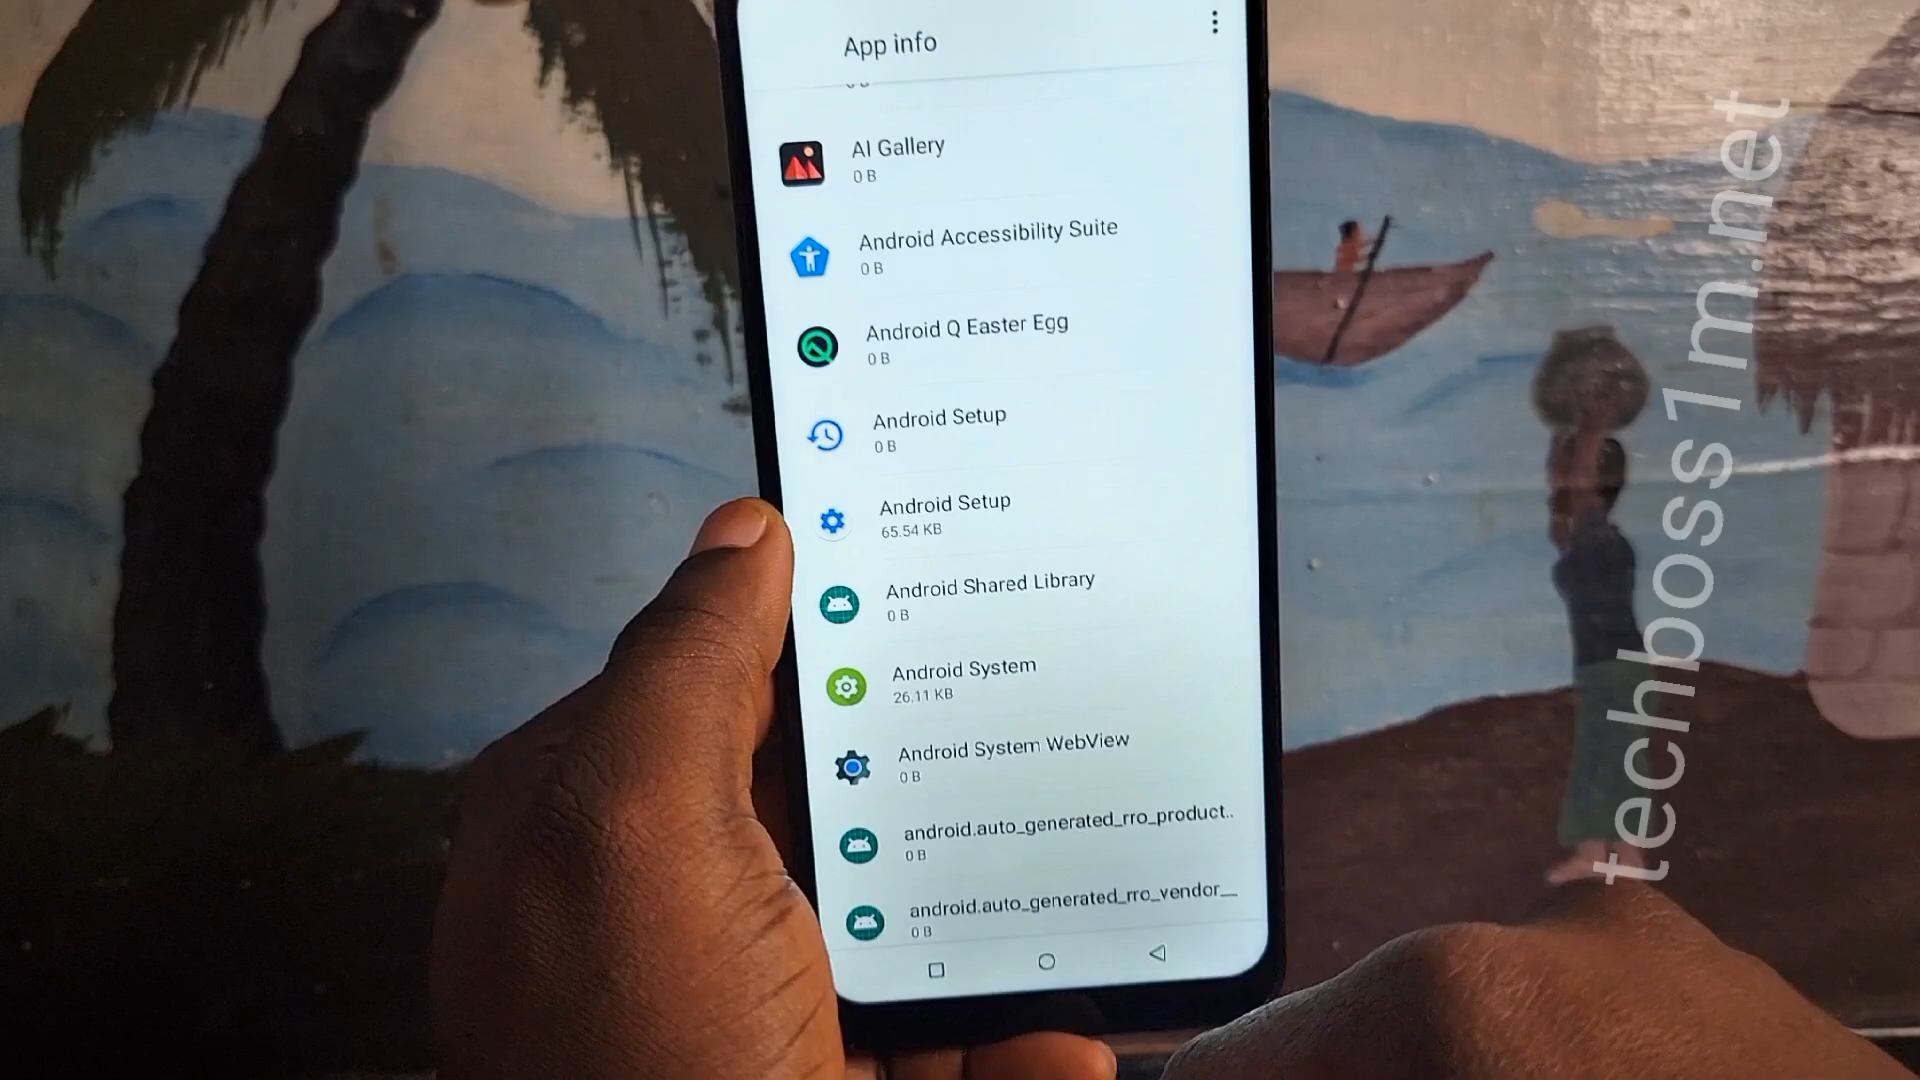 App info
AI Gallery
0 B
Android Accessibility Suite
0 B
Android Q Easter Egg
0 B
Android Setup
0 B
Android Setup
65.54 KB
Android Shared Library
0 B
Android System
26.11 KB
Android System WebView
0 B
android.auto_generated_rro_product..
0 B
android.auto_generated_rro_vendor__
0 B
techboss1m.net